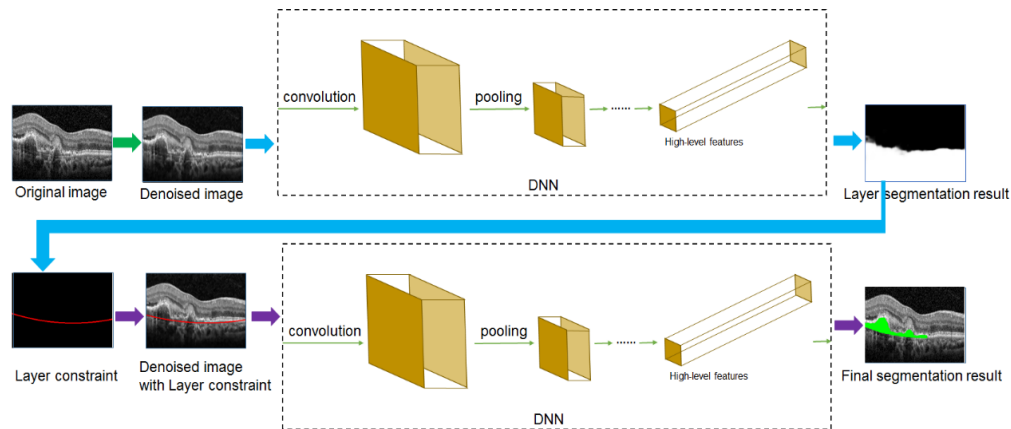 convolution
pooling
......
High-level features
DNN
Original image
Denoised image
Layer segmentation result
convolution
pooling
......
High-level features
DNN
Layer constraint
Denoised image
with Layer constraint
Final segmentation result